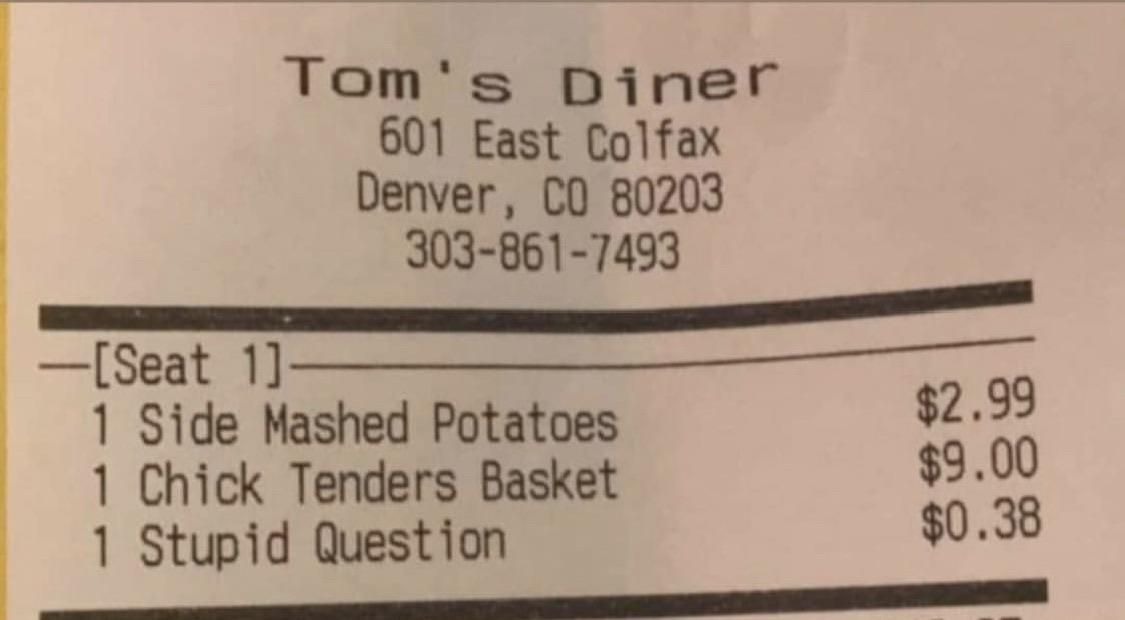 Tom's Diner
601 East Colfax
Denver, CO 80203
303-861-7493
[Seat 1]
1 Side Mashed Potatoes $2.99
1 Chick Tenders Basket $9.00
1 Stupid Question $0.38